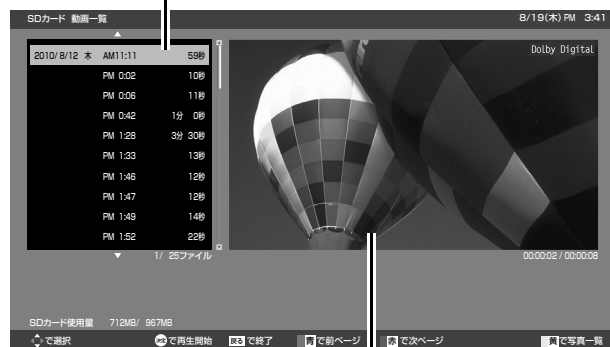 SDカード 動画一覧
8/19(木) PM 3:41
2010/ 8/12 木 AM11:11 59秒
PM 0:02 10秒
PM 0:06 11秒
PM 0:42 1分 0秒
PM 1:28 3分 30秒
PM 1:33 13秒
PM 1:46 12秒
PM 1:47 12秒
PM 1:49 14秒
PM 1:52 22秒
1/ 25ファイル
Dolby Digital
00:00:02 / 00:00:08
SDカード使用量 712MB/ 967MB
で選択 決定 で再生開始 戻る で終了 青 で前ページ 赤 で次ページ 黄 で写真一覧